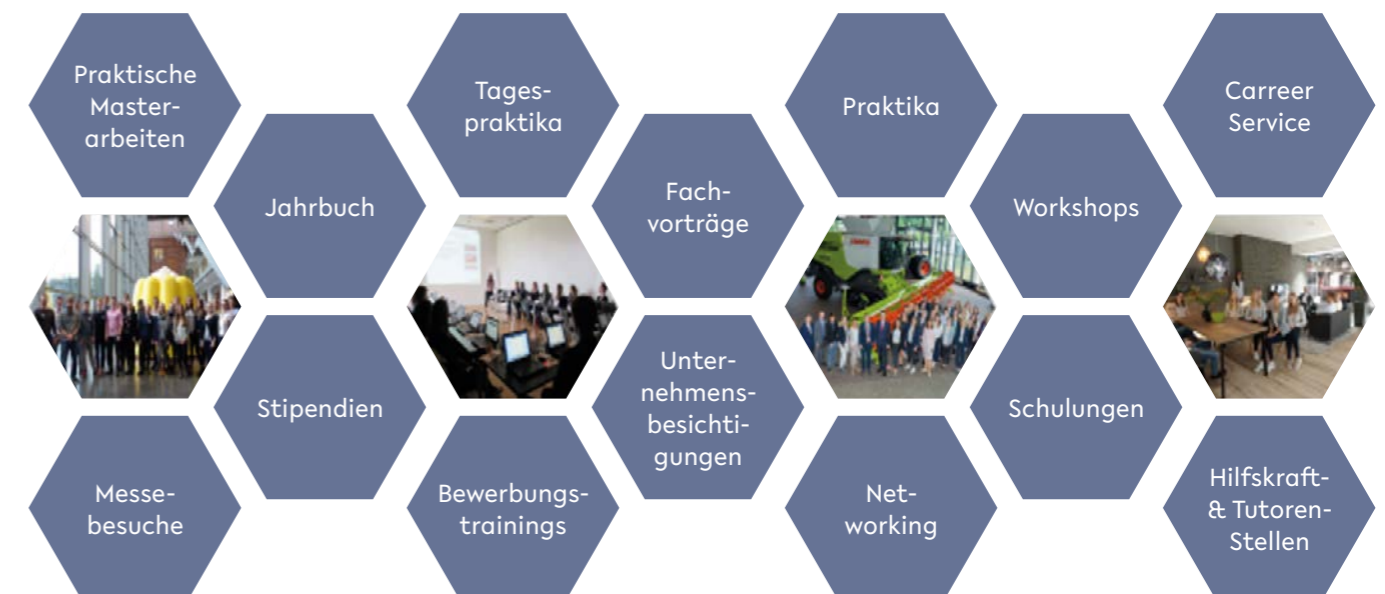 Praktische
Master-
arbeiten
Jahrbuch
Tages-
praktika
Fach-
vorträge
Praktika
Workshops
Carreer
Service
Stipendien
Unter-
nehmens-
besichti-
gungen
Schulungen
Messe-
besuche
Bewerbungs-
trainings
Net-
working
Hilfskraft-
& Tutoren-
Stellen